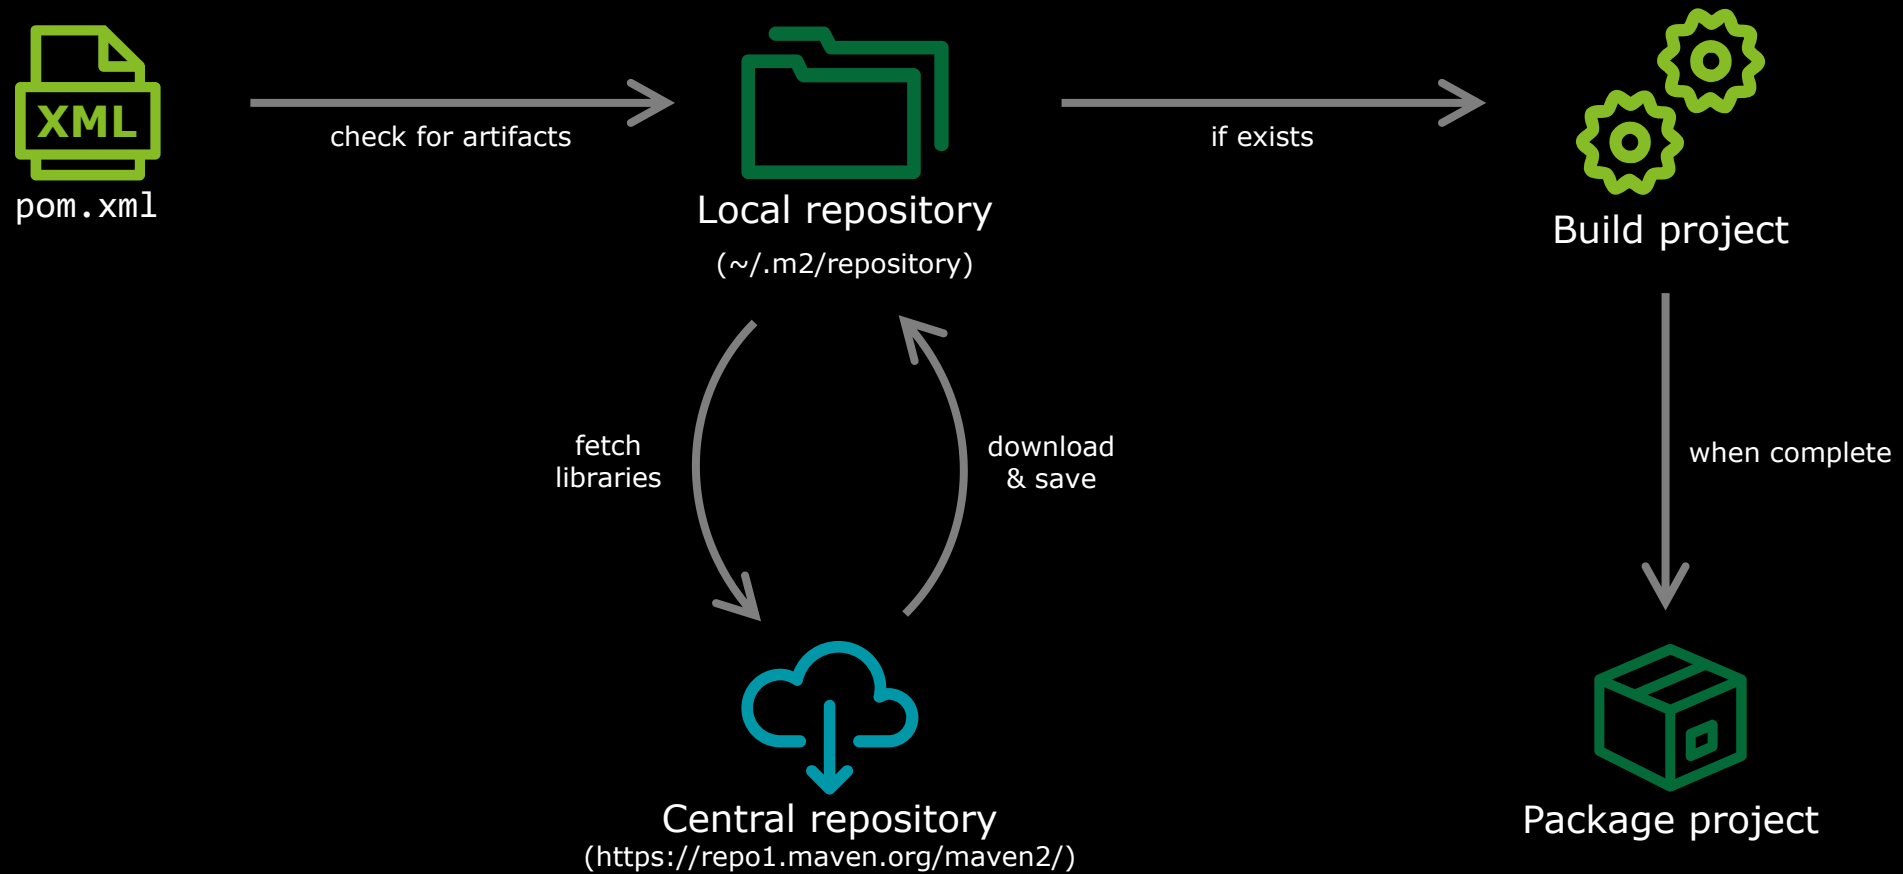 XML
pom.xml
check for artifacts
Local repository
(~/.m2/repository)
if exists
Build project
fetch
libraries
download
& save
when complete
Central repository
(https://repo1.maven.org/maven2/)
Package project